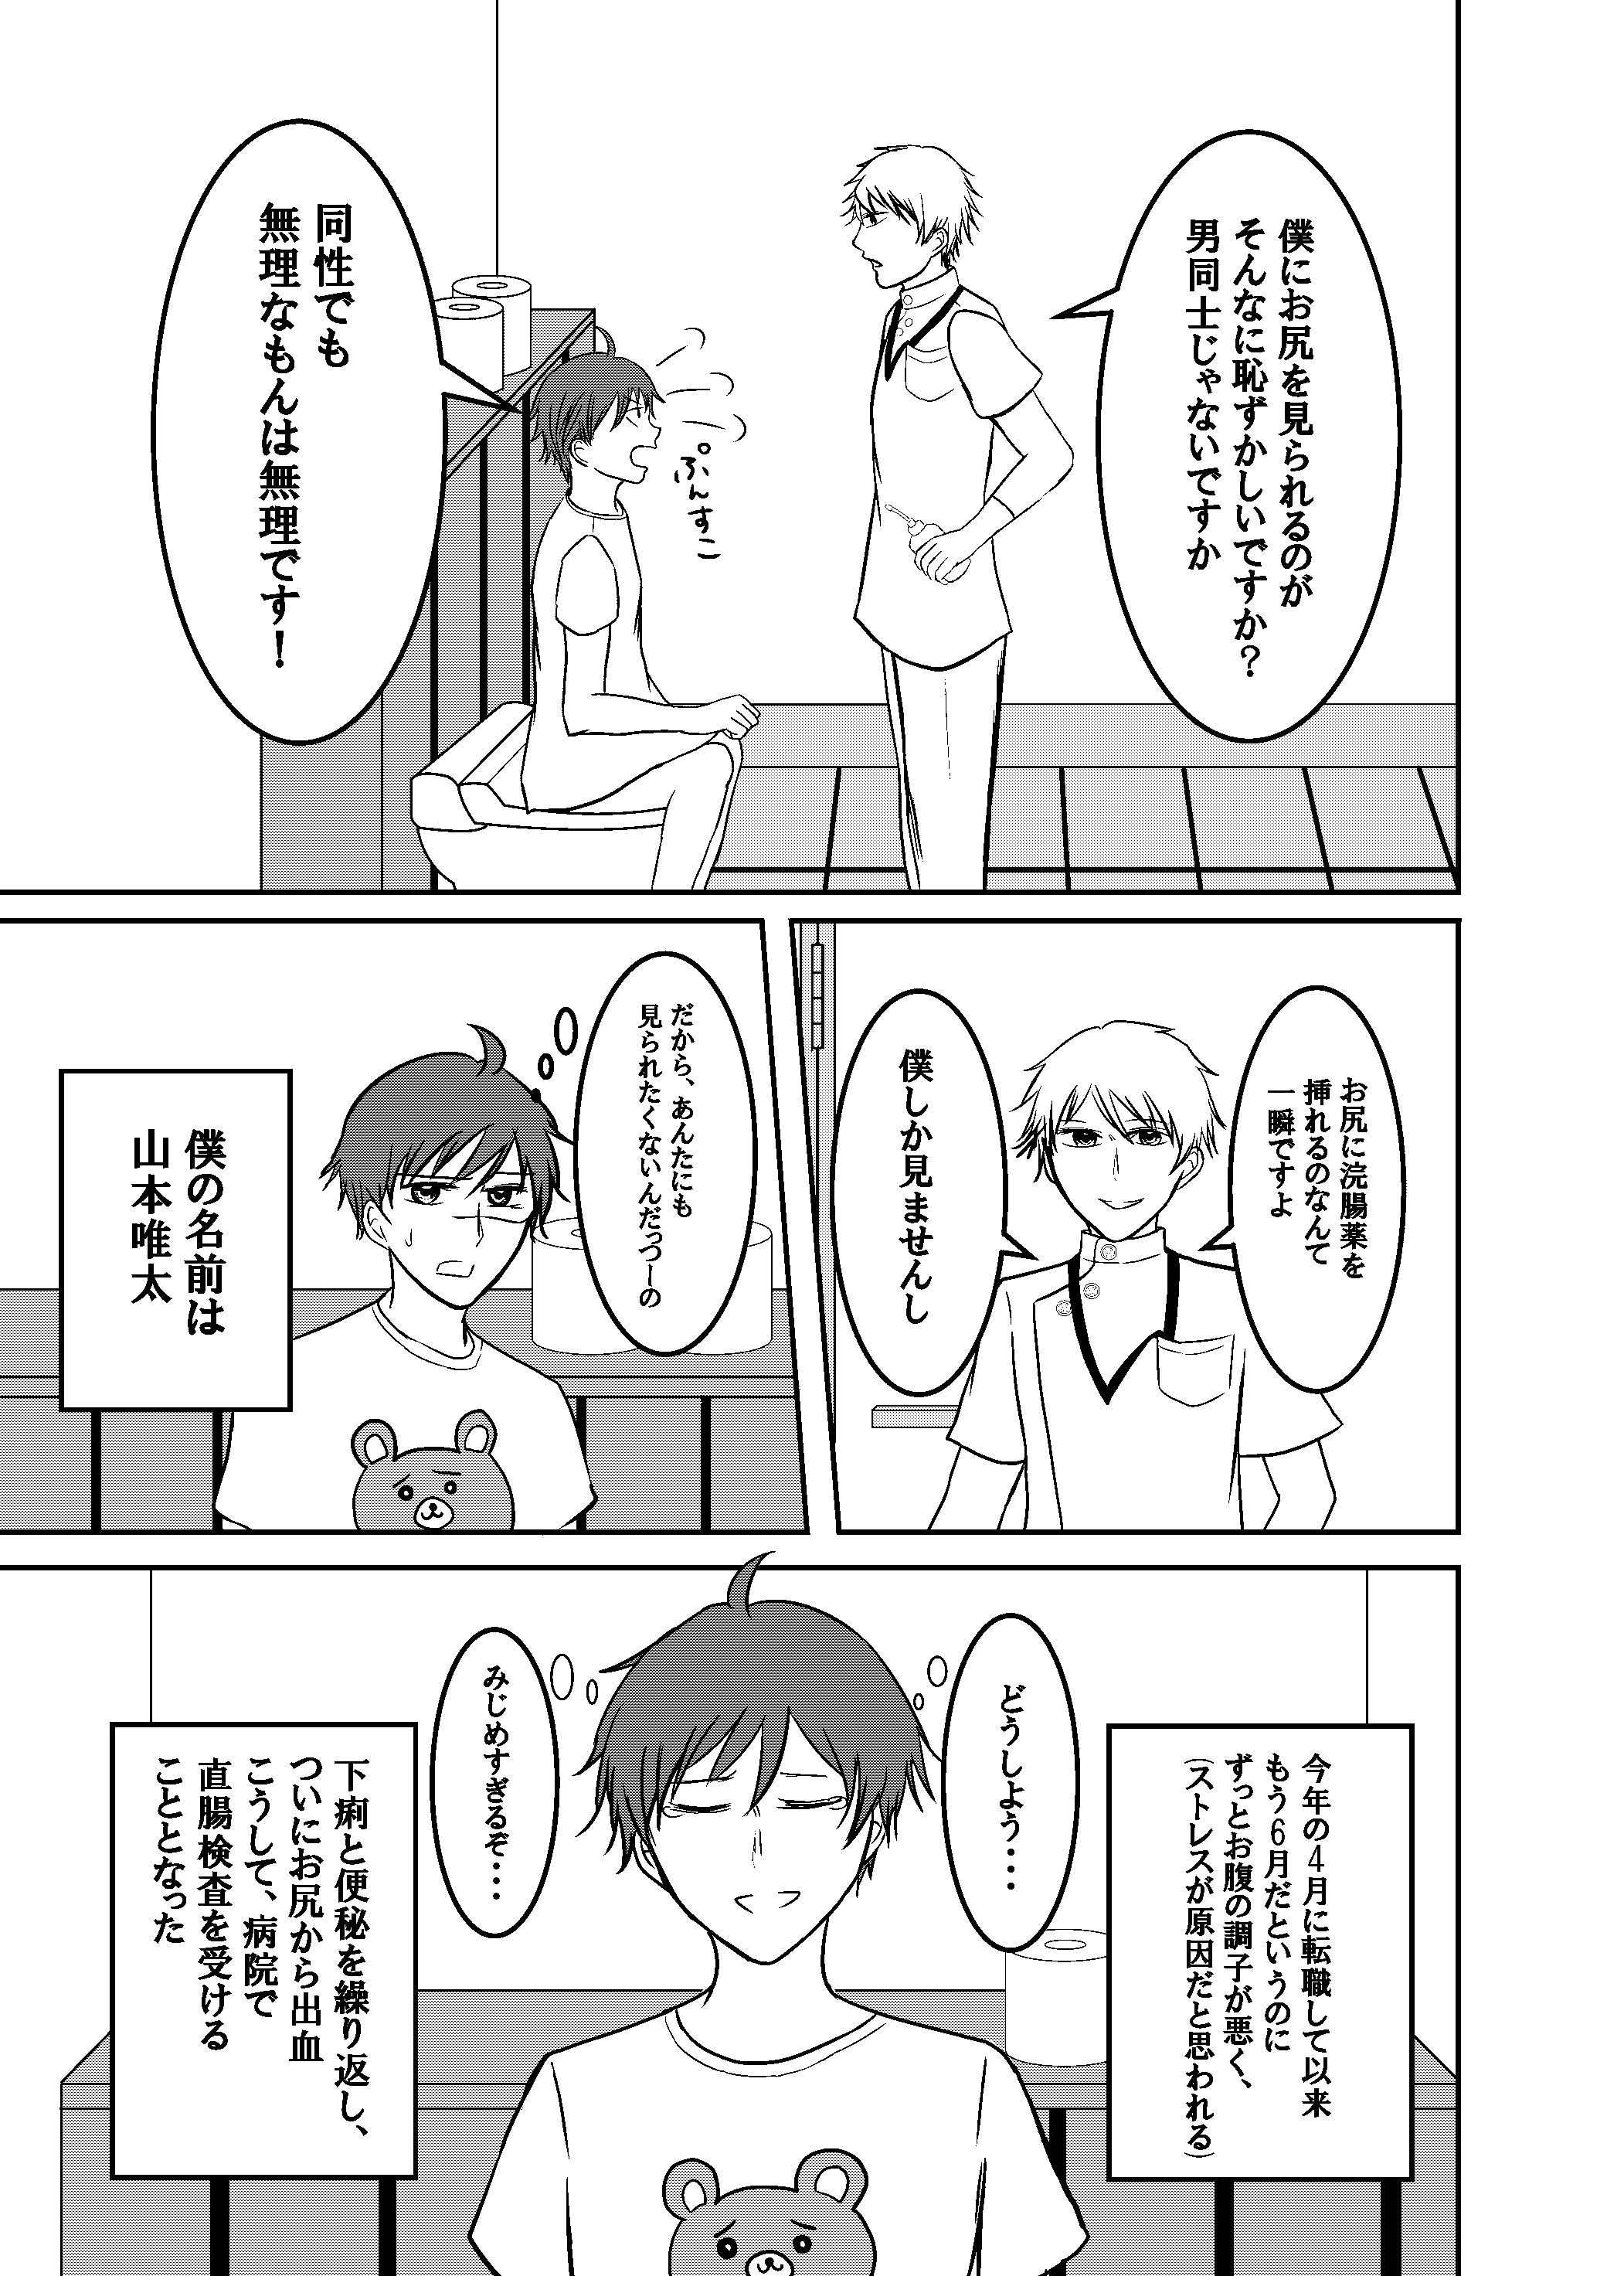 僕にお尻を見られるのが
そんなに恥ずかしいですか？
男同士じゃないですか
ぷんすこ
同性でも
無理なもんは無理です！
お尻に浣腸薬を
挿れるのなんて
一瞬ですよ
僕しか見ませんし
だから、あんたにも
見られたくないんだっつーの
僕の名前は
山本唯太
今年の4月に転職して以来
もう6月だというのに
ずっとお腹の調子が悪く、
（ストレスが原因だと思われる）
どうしよう・・・
みじめすぎるぞ・・・
下痢と便秘を繰り返し、
ついにお尻から出血
こうして、病院で
直腸検査を受ける
こととなった